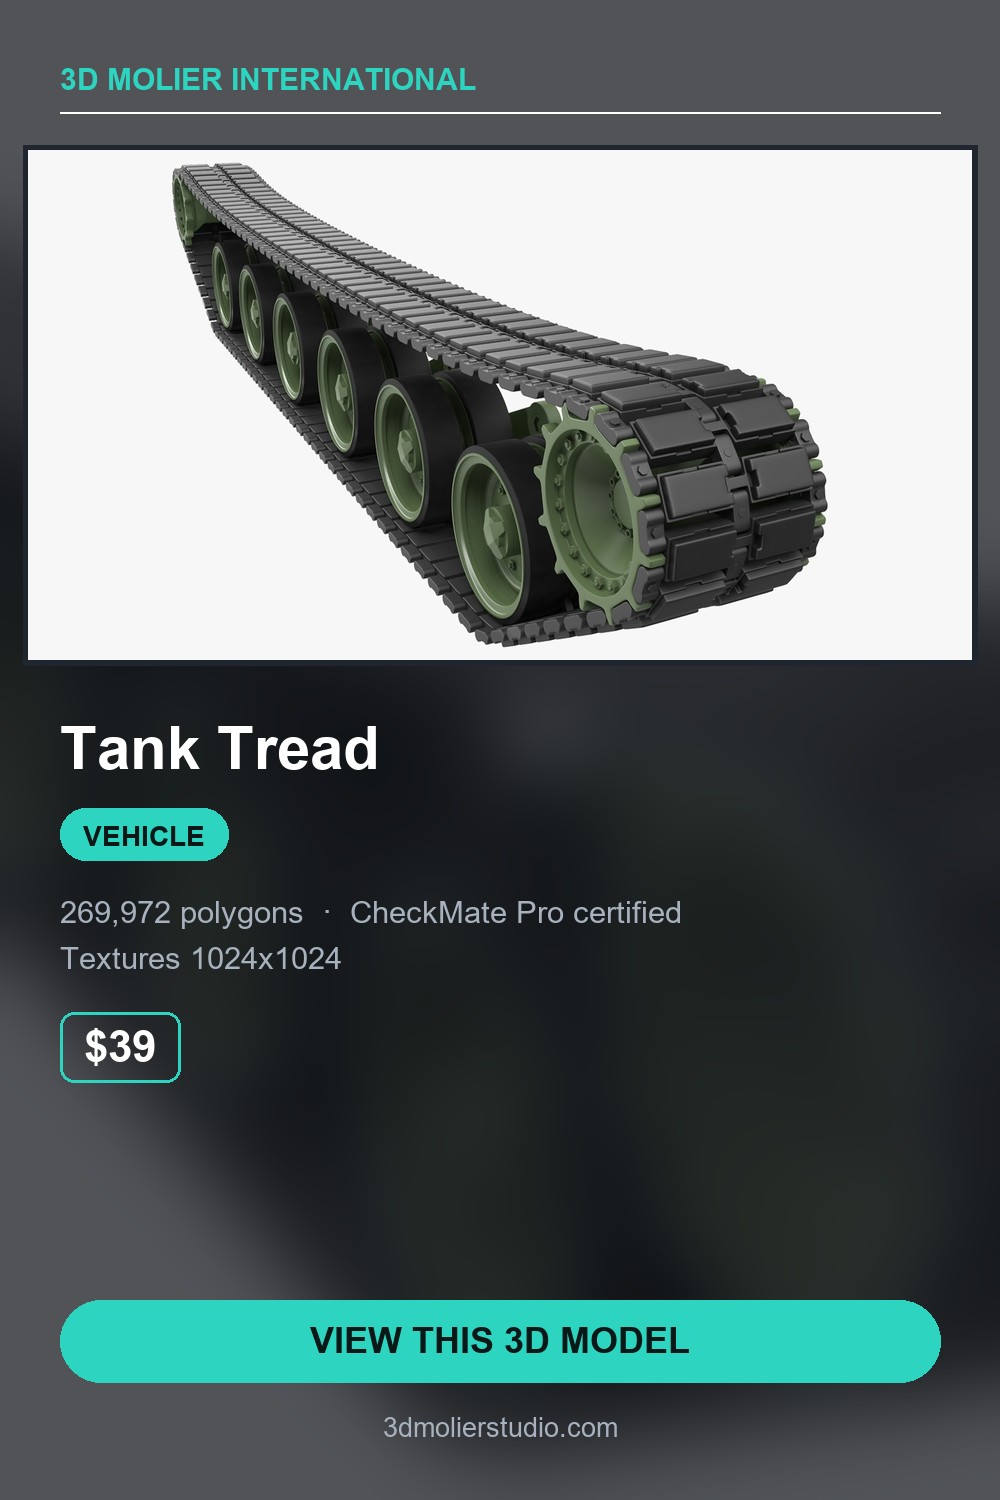 3D MOLIER INTERNATIONAL
Tank Tread
VEHICLE
269,972 polygons · CheckMate Pro certified
Textures 1024x1024
$39
VIEW THIS 3D MODEL
3dmolierstudio.com